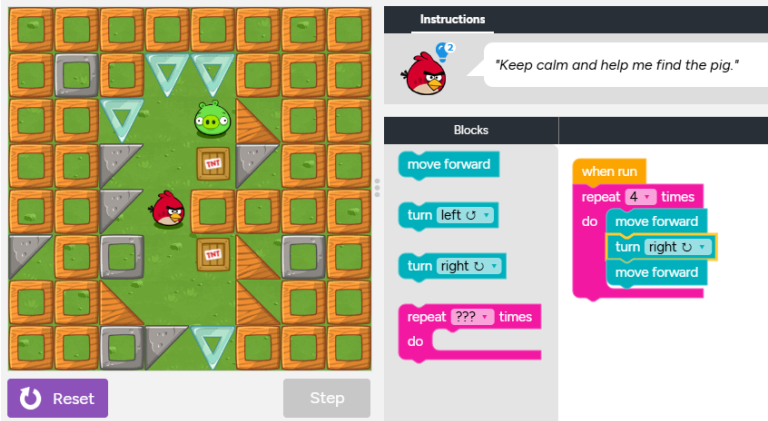 Instructions
2
"Keep calm and help me find the pig."
Blocks
TNT
TNT
move forward
turn left
turn right
repeat ??? times
do
when run
repeat 4 times
do
move forward
turn right
move forward
Reset
Step